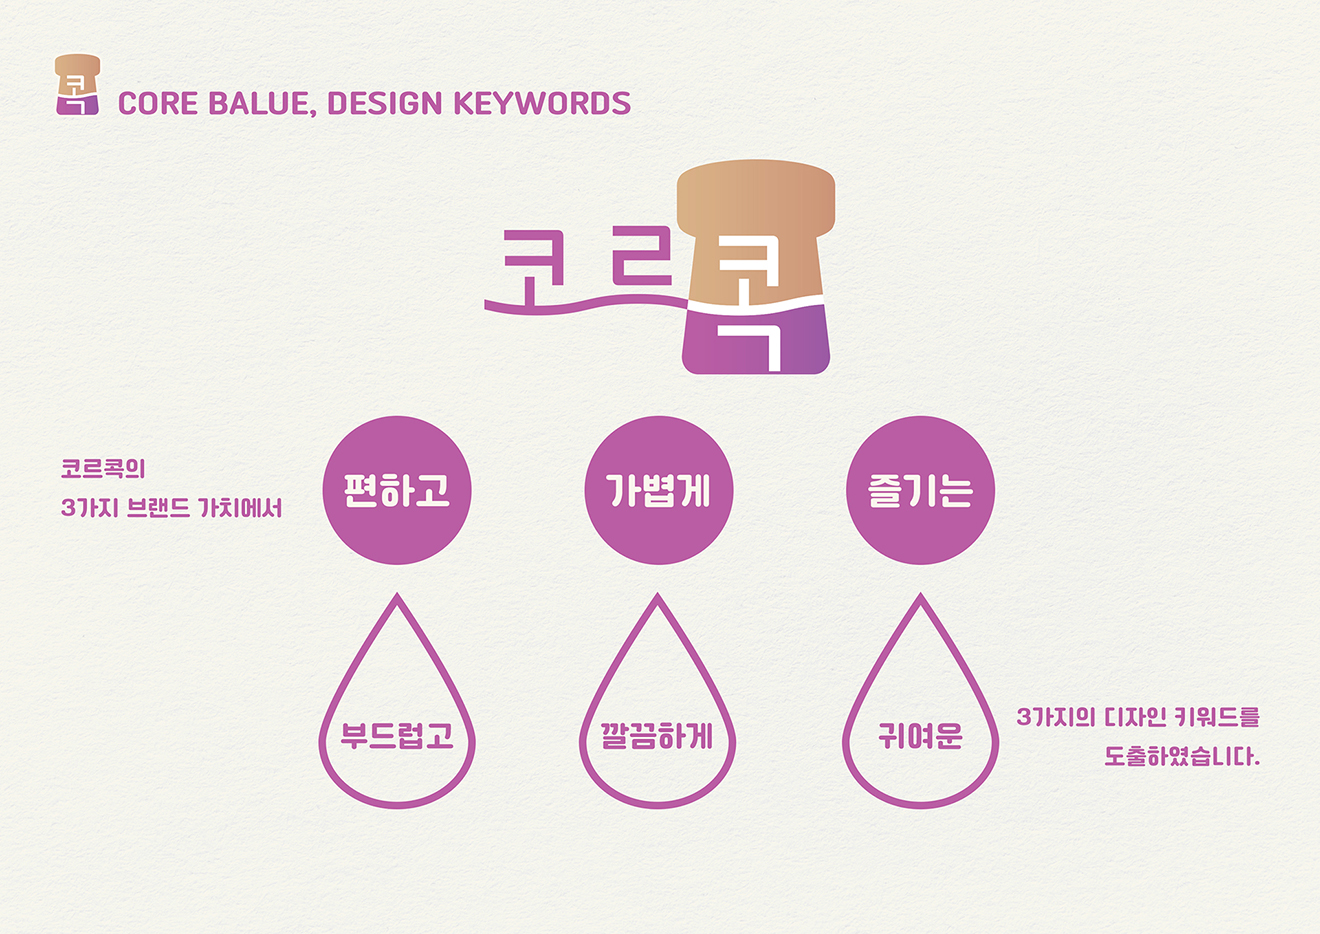 콕
CORE BALUE, DESIGN KEYWORDS
코르콕
코르콕의
3가지 브랜드 가치에서
편하고
가볍게
즐기는
부드럽고
깔끔하게
귀여운
3가지의 디자인 키워드를
도출하였습니다.